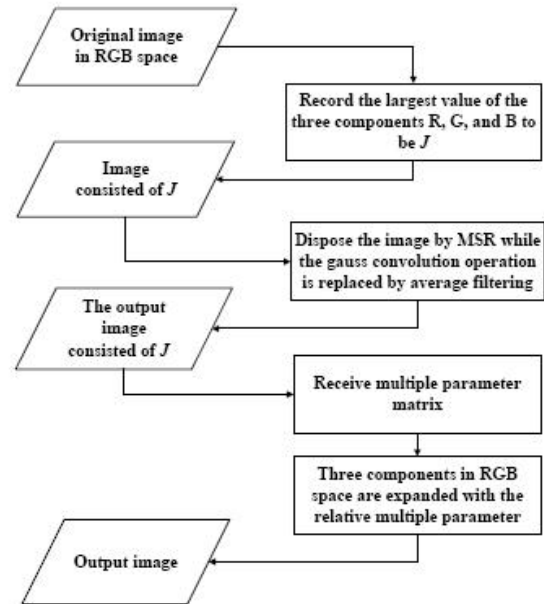 Original image
in RGB space
Record the largest value of the
three components R, G, and B to
be J
Image
consisted of J
Dispose the image by MSR while
the gauss convolution operation
is replaced by average filtering
The output
image
consisted of J
Receive multiple parameter
matrix
Three components in RGB
space are expanded with the
relative multiple parameter
Output image